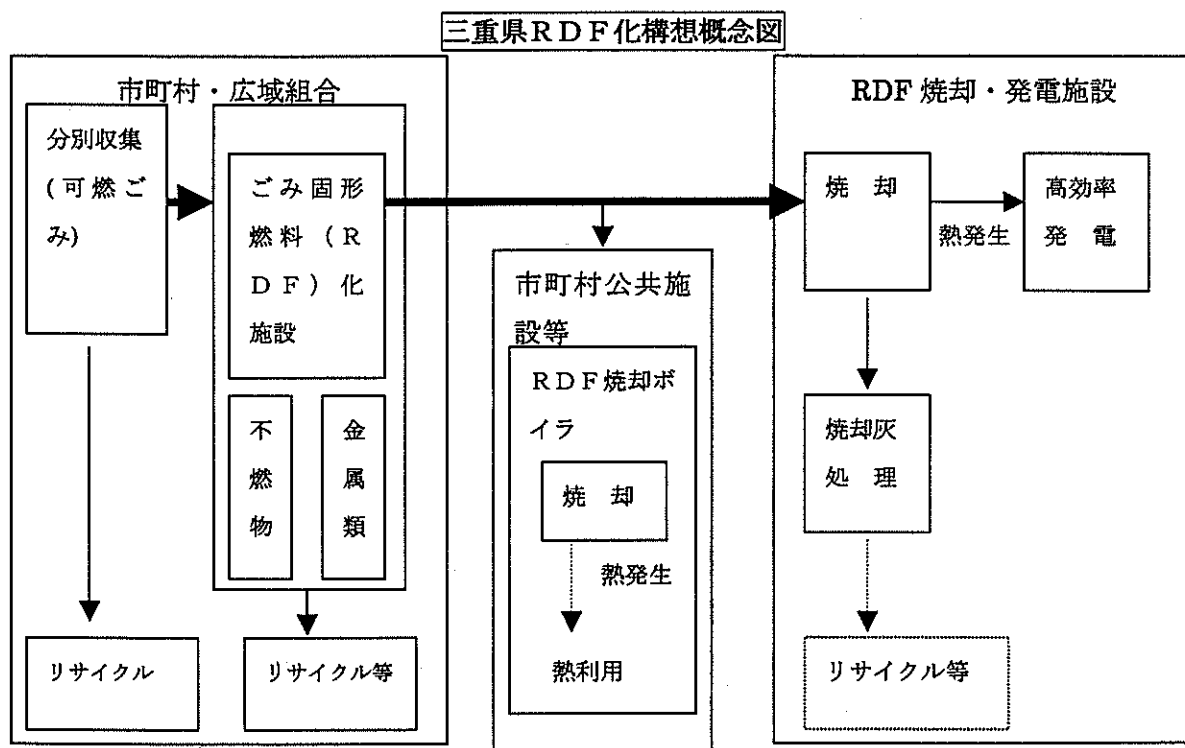 三重県ＲＤＦ化構想概念図
市町村・広域組合
分別収集
(可燃ご
み)
ごみ固形
燃料（Ｒ
ＤＦ）化
施設
不
燃
物
金
属
類
リサイクル
リサイクル等
市町村公共施
設等
ＲＤＦ焼却ボ
イラ
焼　却
熱発生
熱利用
RDF 焼却・発電施設
焼　却
熱発生
高効率
発　電
焼却灰
処　理
リサイクル等